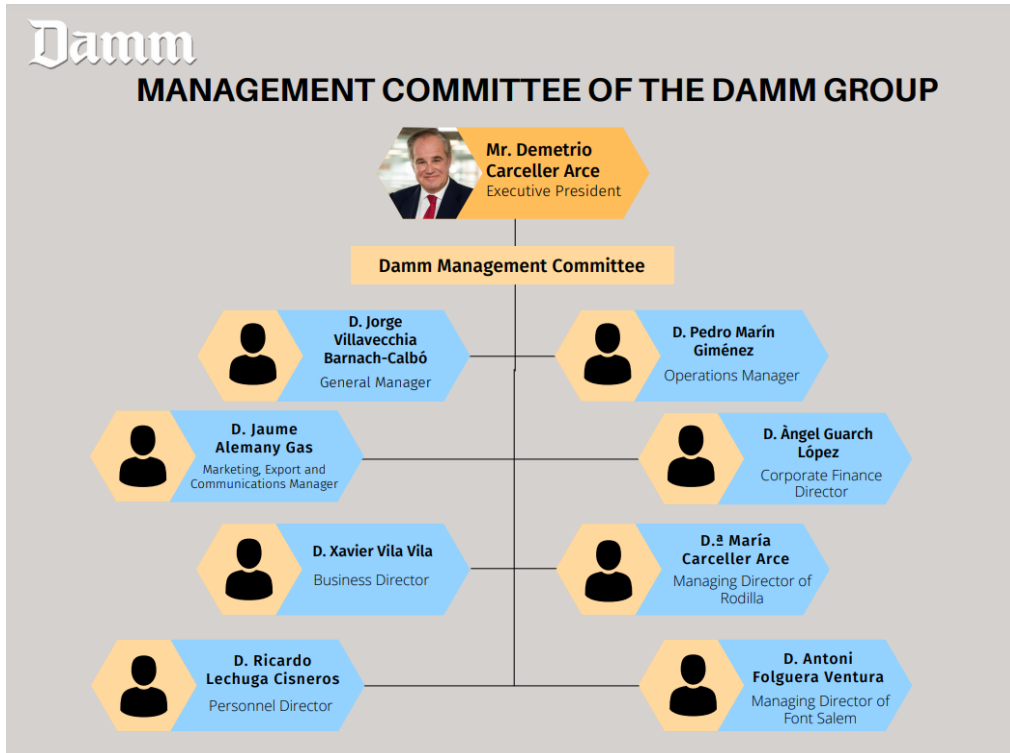 Damm
MANAGEMENT COMMITTEE OF THE DAMM GROUP
Mr. Demetrio
Carceller Arce
Executive President
Damm Management Committee
D. Jorge
Villavecchia
Barnach-Calbó
General Manager
D. Pedro Marín
Giménez
Operations Manager
D. Jaume
Alemany Gas
Marketing, Export and
Communications Manager
D. Àngel Guarch
López
Corporate Finance
Director
D. Xavier Vila Vila
Business Director
D.ª María
Carceller Arce
Managing Director of
Rodilla
D. Ricardo
Lechuga Cisneros
Personnel Director
D. Antoni
Folguera Ventura
Managing Director of
Font Salem